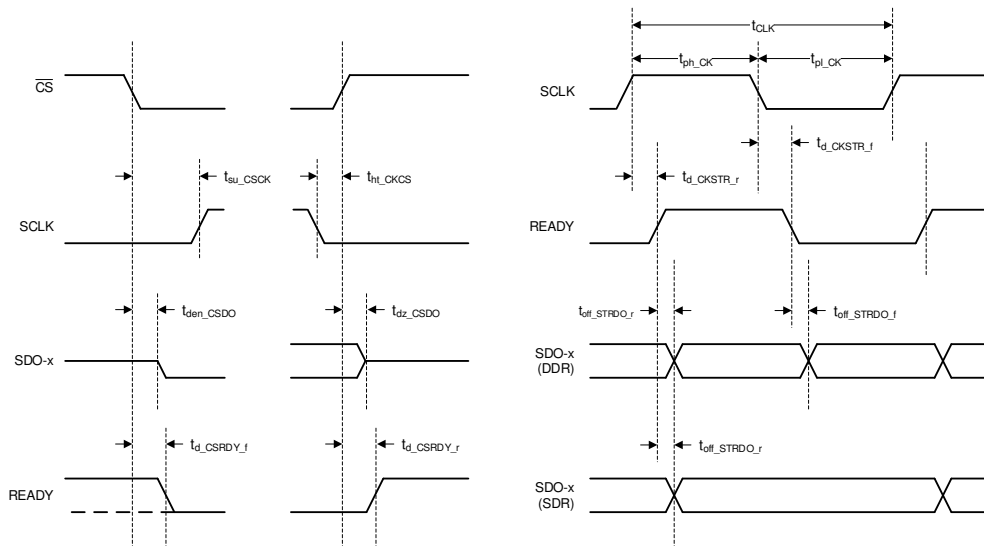 CS
t_su_CSCK
t_ht_CKCS
SCLK
t_den_CSDO
t_dz_CSDO
SDO-x
t_d_CSRDY_f
t_d_CSRDY_r
READY
t_CLK
t_ph_CK
t_pl_CK
SCLK
t_d_CKSTR_f
t_d_CKSTR_r
READY
t_off_STRDO_r
t_off_STRDO_f
SDO-x
(DDR)
t_off_STRDO_r
SDO-x
(SDR)